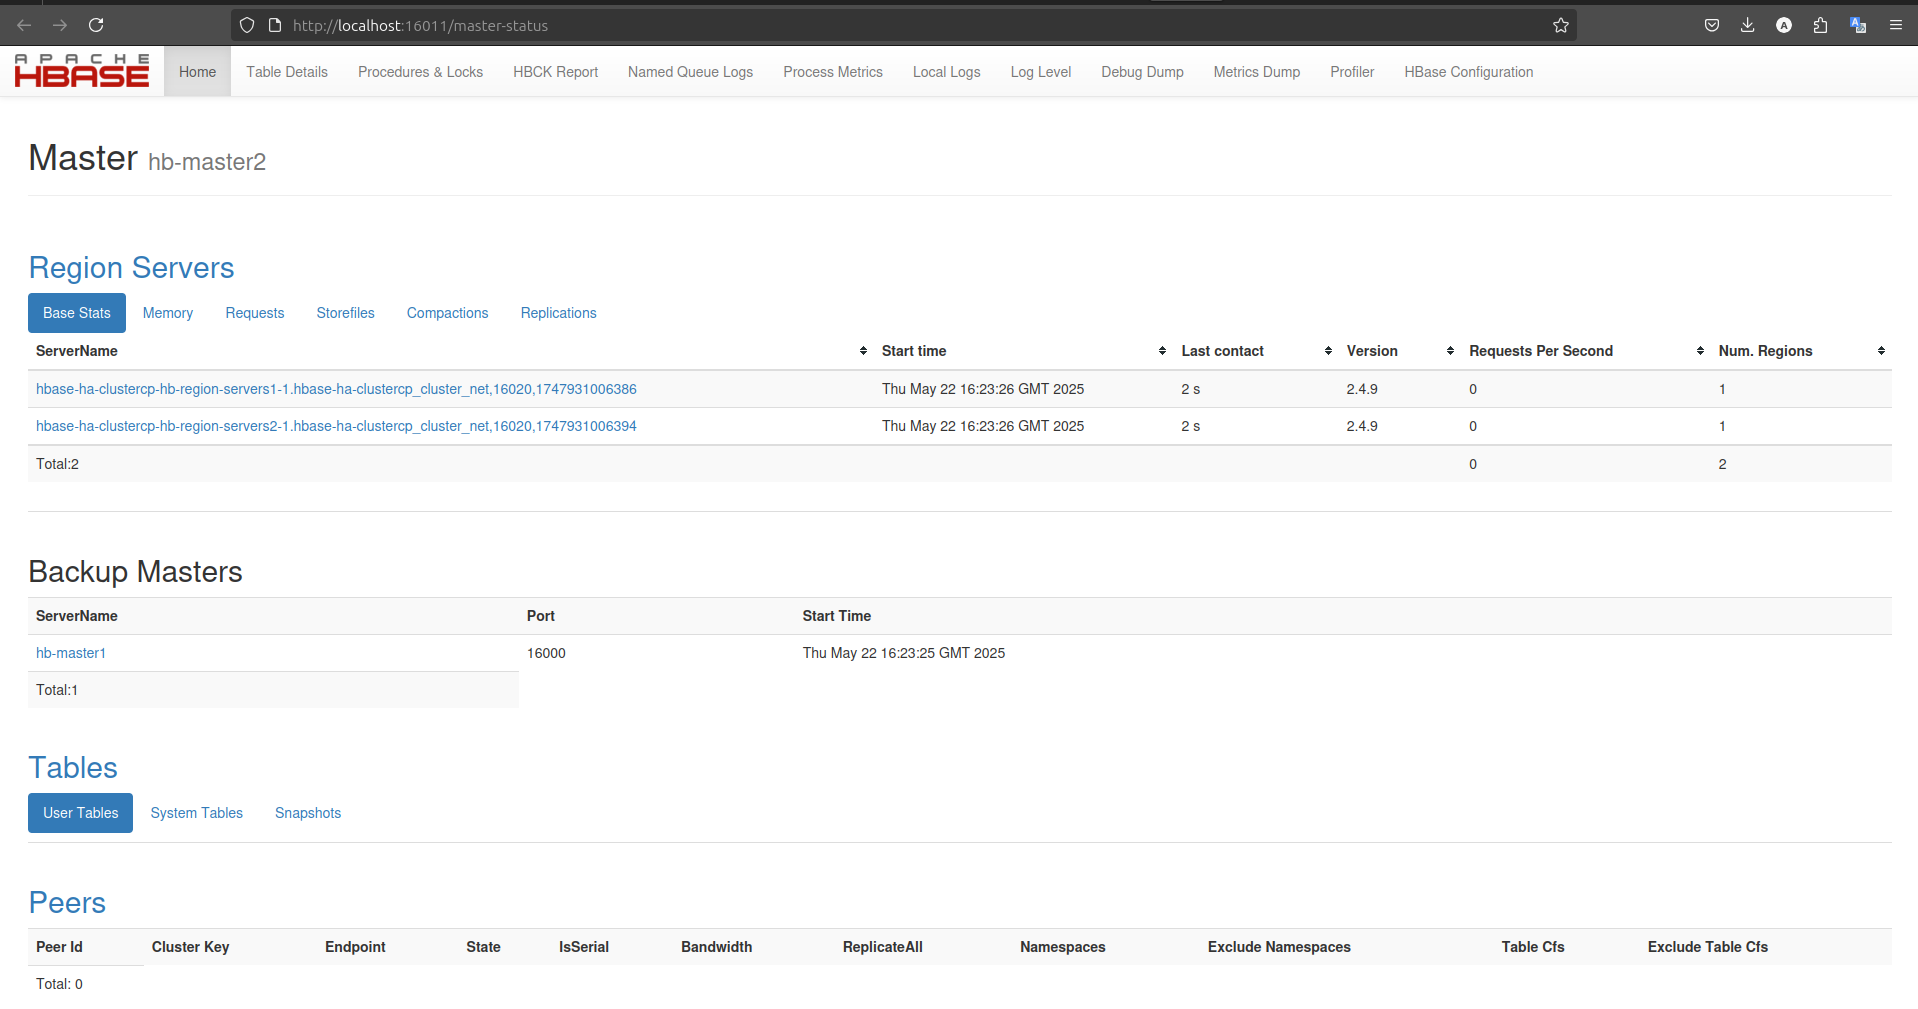 http://localhost:16011/master-status
APACHE
HBASE
Home Table Details Procedures & Locks HBCK Report Named Queue Logs Process Metrics Local Logs Log Level Debug Dump Metrics Dump Profiler HBase Configuration
Master hb-master2
Region Servers
Base Stats Memory Requests Storefiles Compactions Replications
ServerName Start time Last contact Version Requests Per Second Num. Regions
hbase-ha-clustercp-hb-region-servers1-1.hbase-ha-clustercp_cluster_net,16020,1747931006386 Thu May 22 16:23:26 GMT 2025 2 s 2.4.9 0 1
hbase-ha-clustercp-hb-region-servers2-1.hbase-ha-clustercp_cluster_net,16020,1747931006394 Thu May 22 16:23:26 GMT 2025 2 s 2.4.9 0 1
Total:2 0 2
Backup Masters
ServerName Port Start Time
hb-master1 16000 Thu May 22 16:23:25 GMT 2025
Total:1
Tables
User Tables System Tables Snapshots
Peers
Peer Id Cluster Key Endpoint State IsSerial Bandwidth ReplicateAll Namespaces Exclude Namespaces Table Cfs Exclude Table Cfs
Total: 0